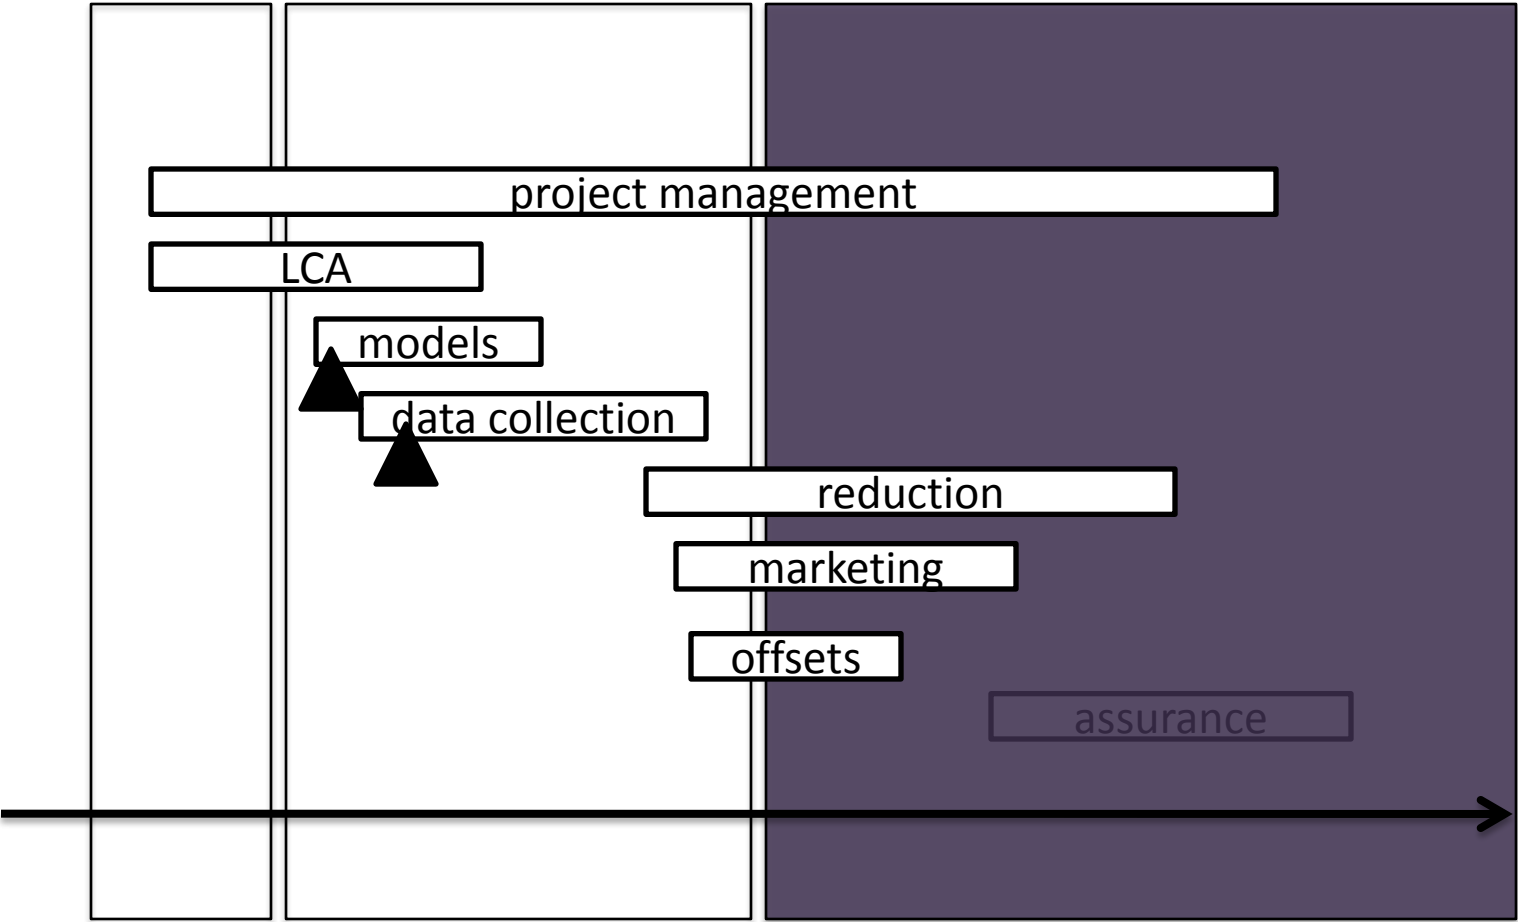 project management
LCA
models
data collection
reduction
marketing
offsets
assurance